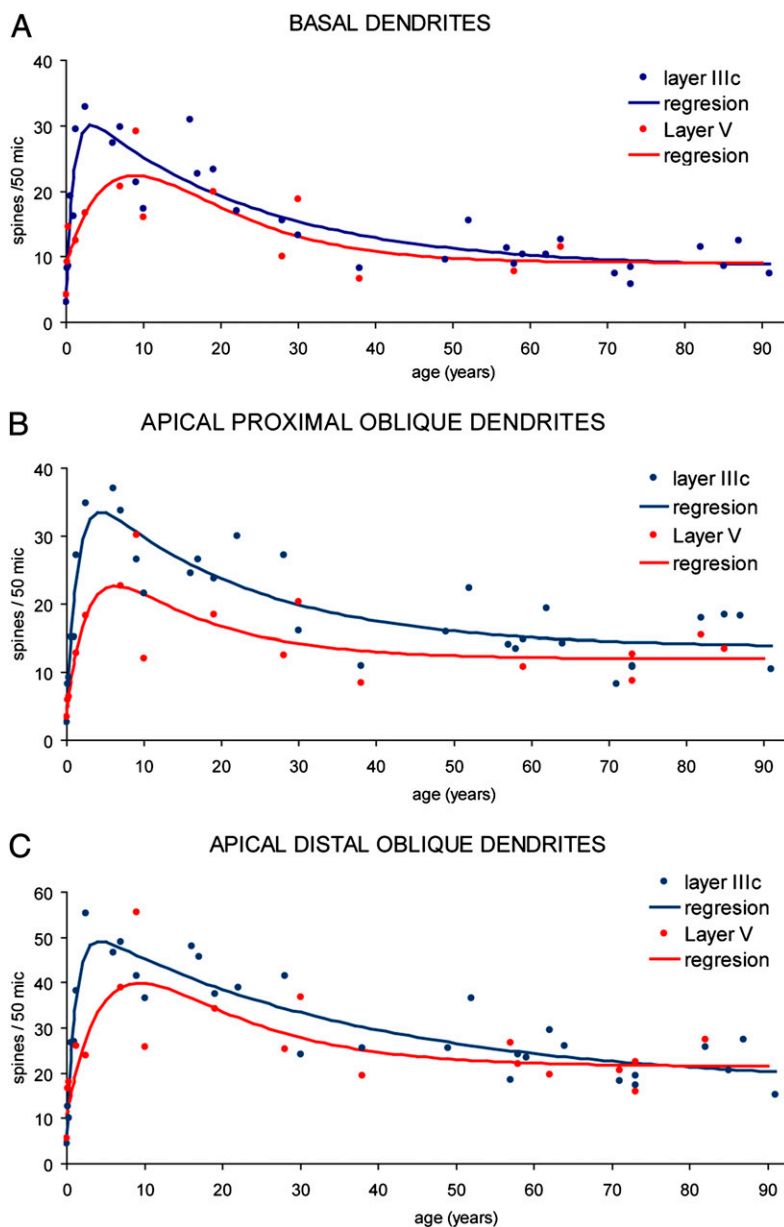 A
BASAL DENDRITES
40
30
20
10
0
spines /50 mic
layer IIIc
regresion
Layer V
regresion
0 10 20 30 40 50 60 70 80 90
age (years)
B
APICAL PROXIMAL OBLIQUE DENDRITES
40
30
20
10
0
spines / 50 mic
layer IIIc
regresion
Layer V
regresion
0 10 20 30 40 50 60 70 80 90
age (years)
C
APICAL DISTAL OBLIQUE DENDRITES
60
50
40
30
20
10
0
spines / 50 mic
layer IIIc
regresion
Layer V
regresion
0 10 20 30 40 50 60 70 80 90
age (years)